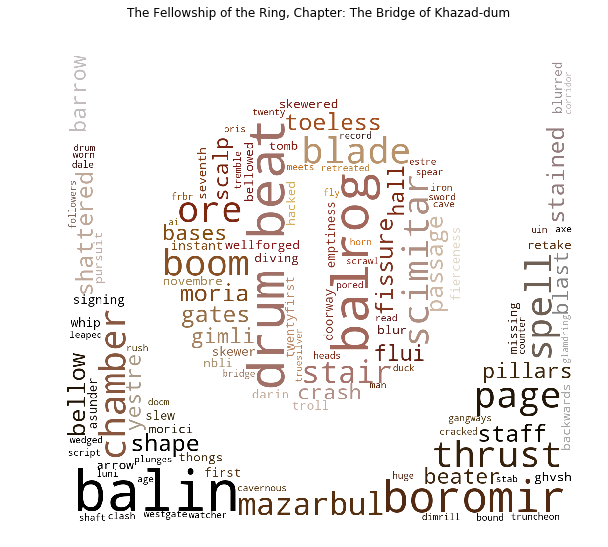 The Fellowship of the Ring, Chapter: The Bridge of Khazad-dum
barrow
blurred
corridor
twenty
skewered
oris
toeless
record
drum
worn
dale
seventh
scalp
tremble
bellowed
tomb
blade
meets
retreated
estre
spear
stained
followers
shattered
pursuit
frbr
ore
ai
bases
instant
wellforged
drum beat
hacked
fly
emptiness
horn
scrawl
balrog
hall
fissure
iron
sword
cave
scimitar
passage
fierceness
uin
axe
retake
boom
diving
novembre
moria
pored
spell
blast
signing
whip
leapec
gates
gimli
twentyfirst
truesilver
doorway
read
blur
missing
counter
glamdring
chamber
rush
yestre
skewer
nbli
bridge
heads
stair
flui
duck
man
pillars
bellow
asunder
docm
slew
morici
darin
crash
troll
page
backwards
wedged
script
shape
plunges
thongs
gangways
cracked
staff
thrust
arrow
luni
age
first
cavernous
huge
beater
stab
ghvsh
balin
mazarbul
boromir
shaft
clash
westgate
watcher
dimrill
bound
truncheon